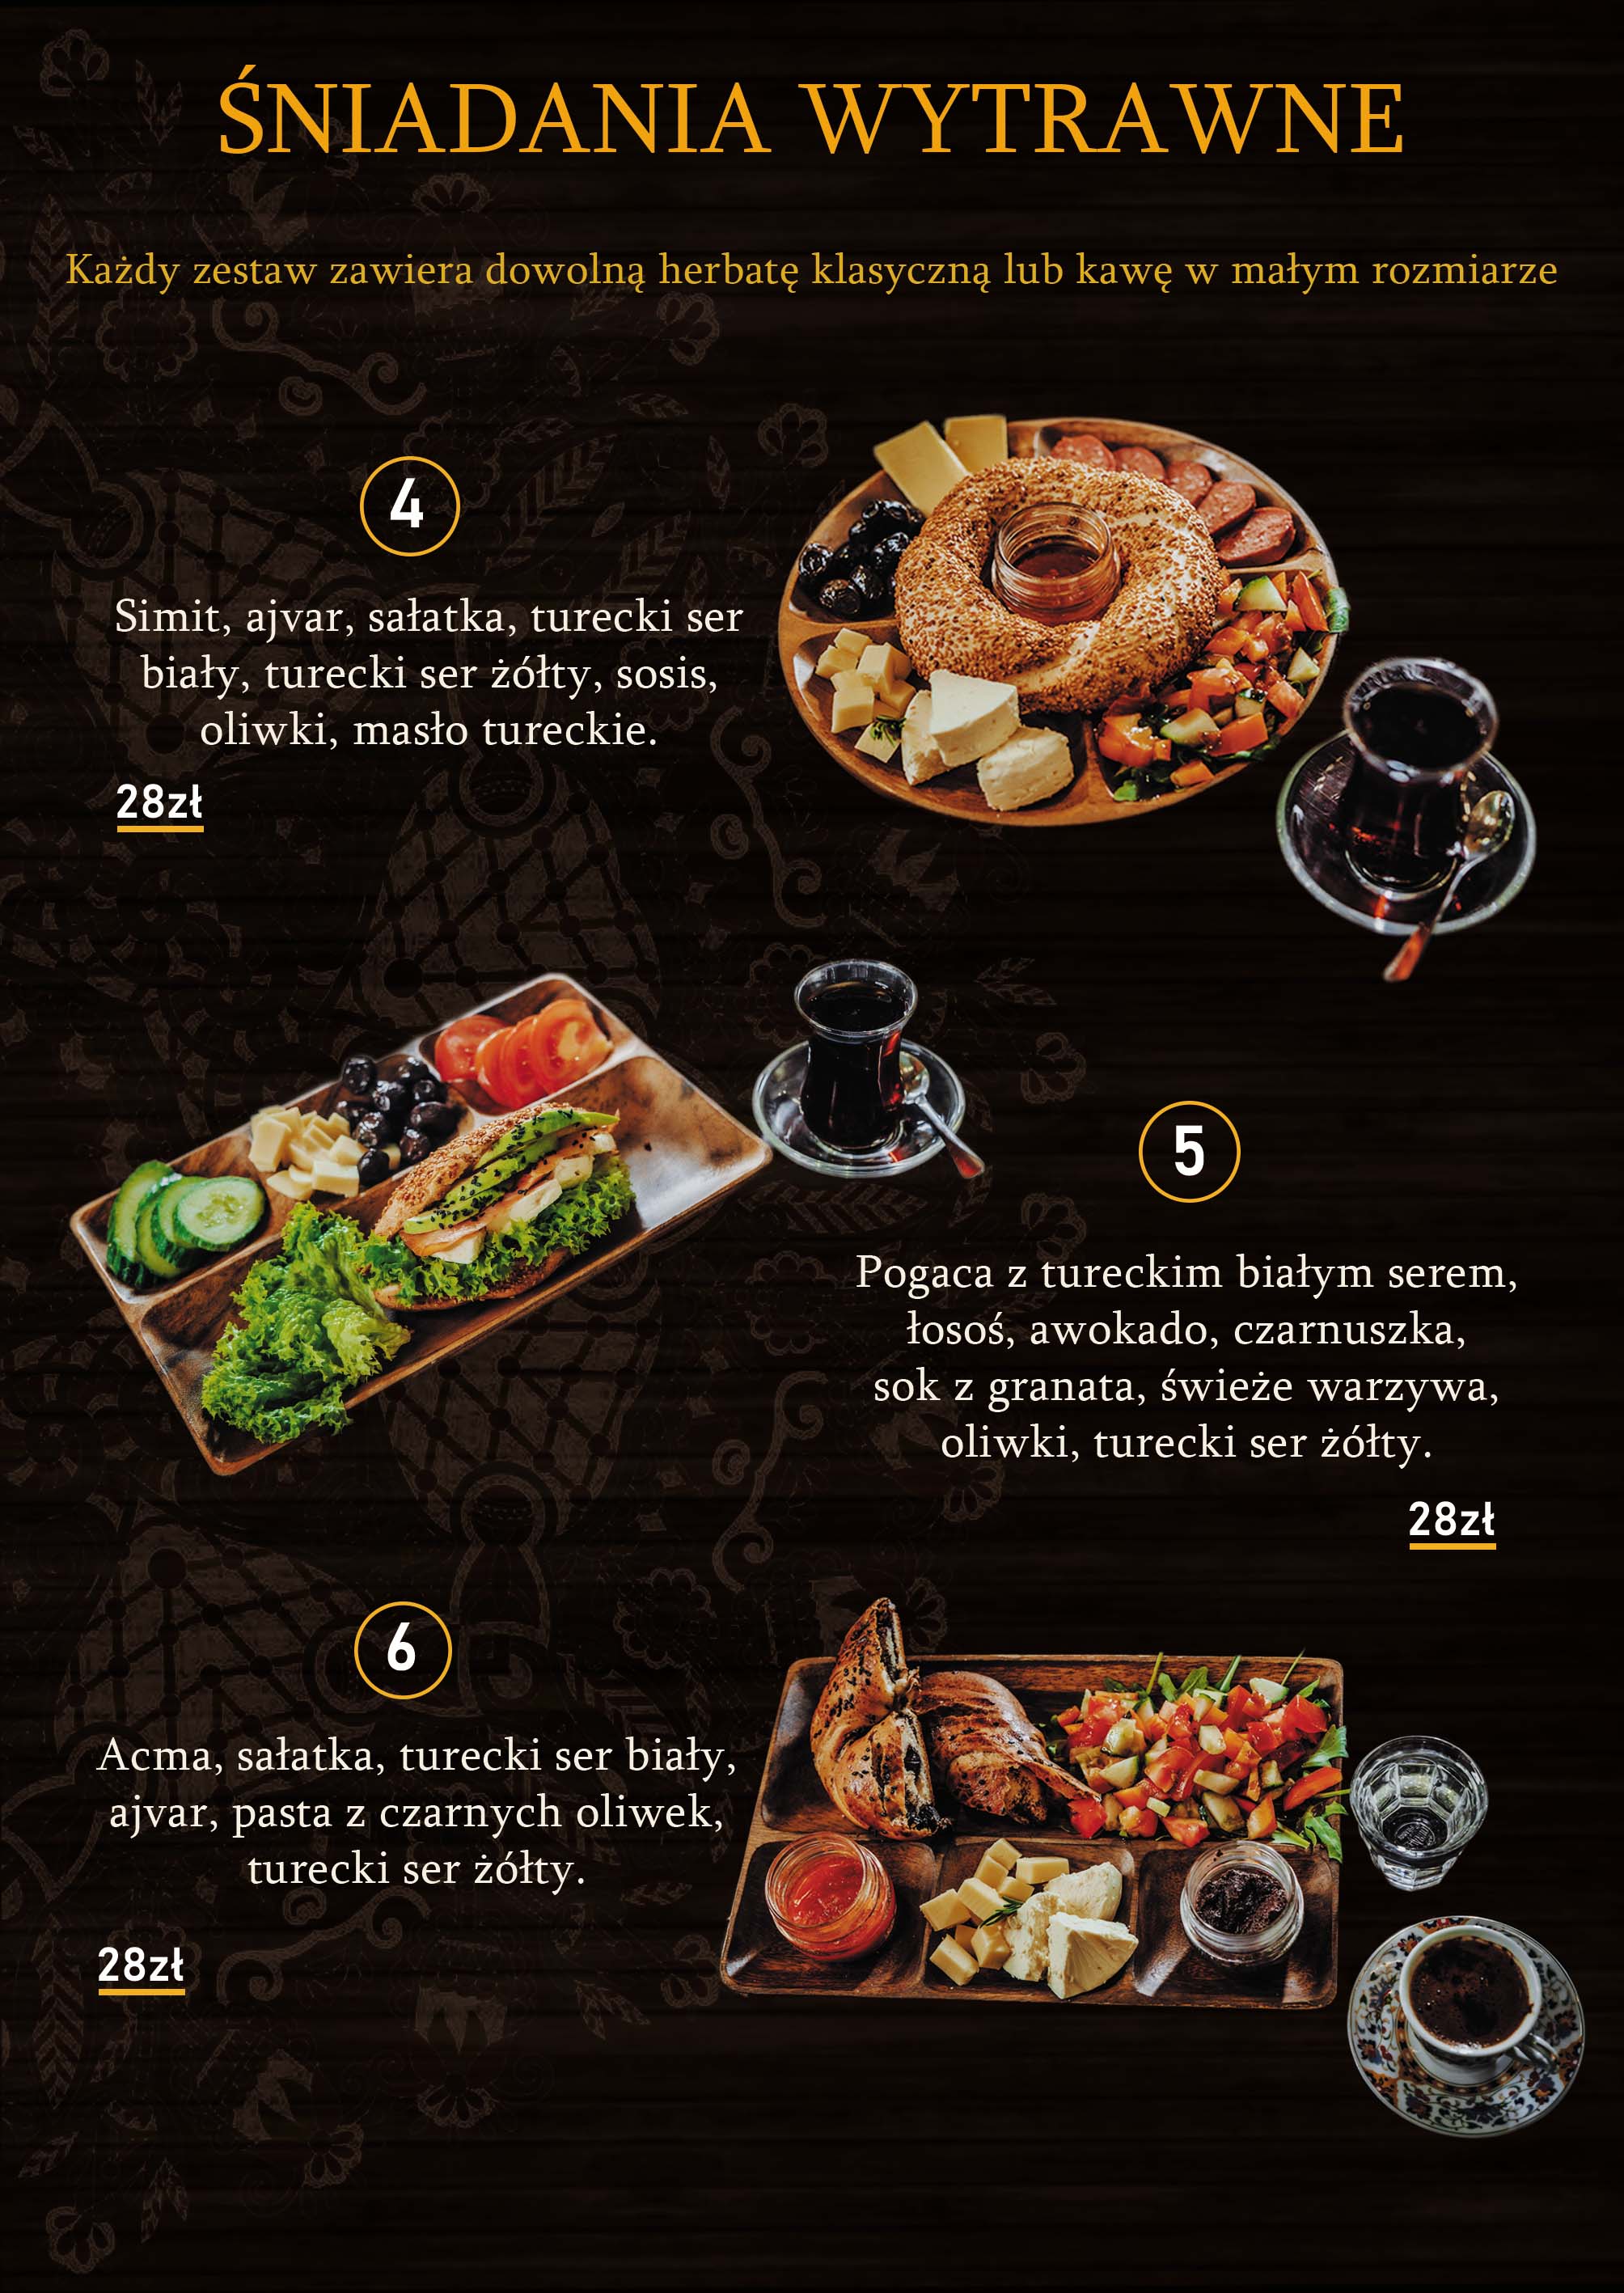 ŚNIADANIA WYTRAWNE
Każdy zestaw zawiera dowolną herbatę klasyczną lub kawę w małym rozmiarze
4
Simit, ajvar, sałatka, turecki ser
biały, turecki ser żółty, sosis,
oliwki, masło tureckie.
28zł
5
Pogaca z tureckim białym serem,
łosoś, awokado, czarnuszka,
sok z granata, świeże warzywa,
oliwki, turecki ser żółty.
28zł
6
Acma, sałatka, turecki ser biały,
ajvar, pasta z czarnych oliwek,
turecki ser żółty.
28zł